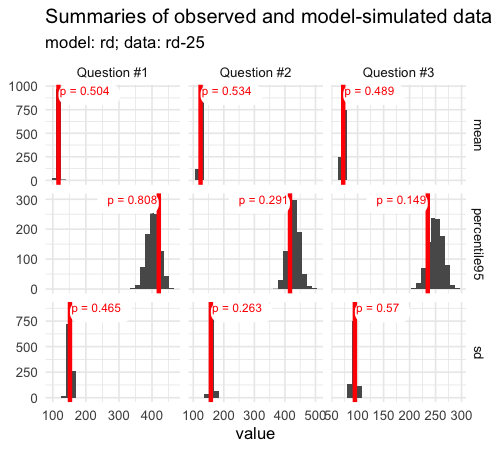 Summaries of observed and model-simulated data
model: rd; data: rd-25
Question #1 Question #2 Question #3
1000
750
500
250
0
p = 0.504 p = 0.534 p = 0.489
mean
300
200
100
0
p = 0.808 p = 0.291 p = 0.149
percentile95
750
500
250
0
p = 0.465 p = 0.263 p = 0.57
sd
100 200 300 400 100 200 300 400 500 50 100 150 200 250 300
value